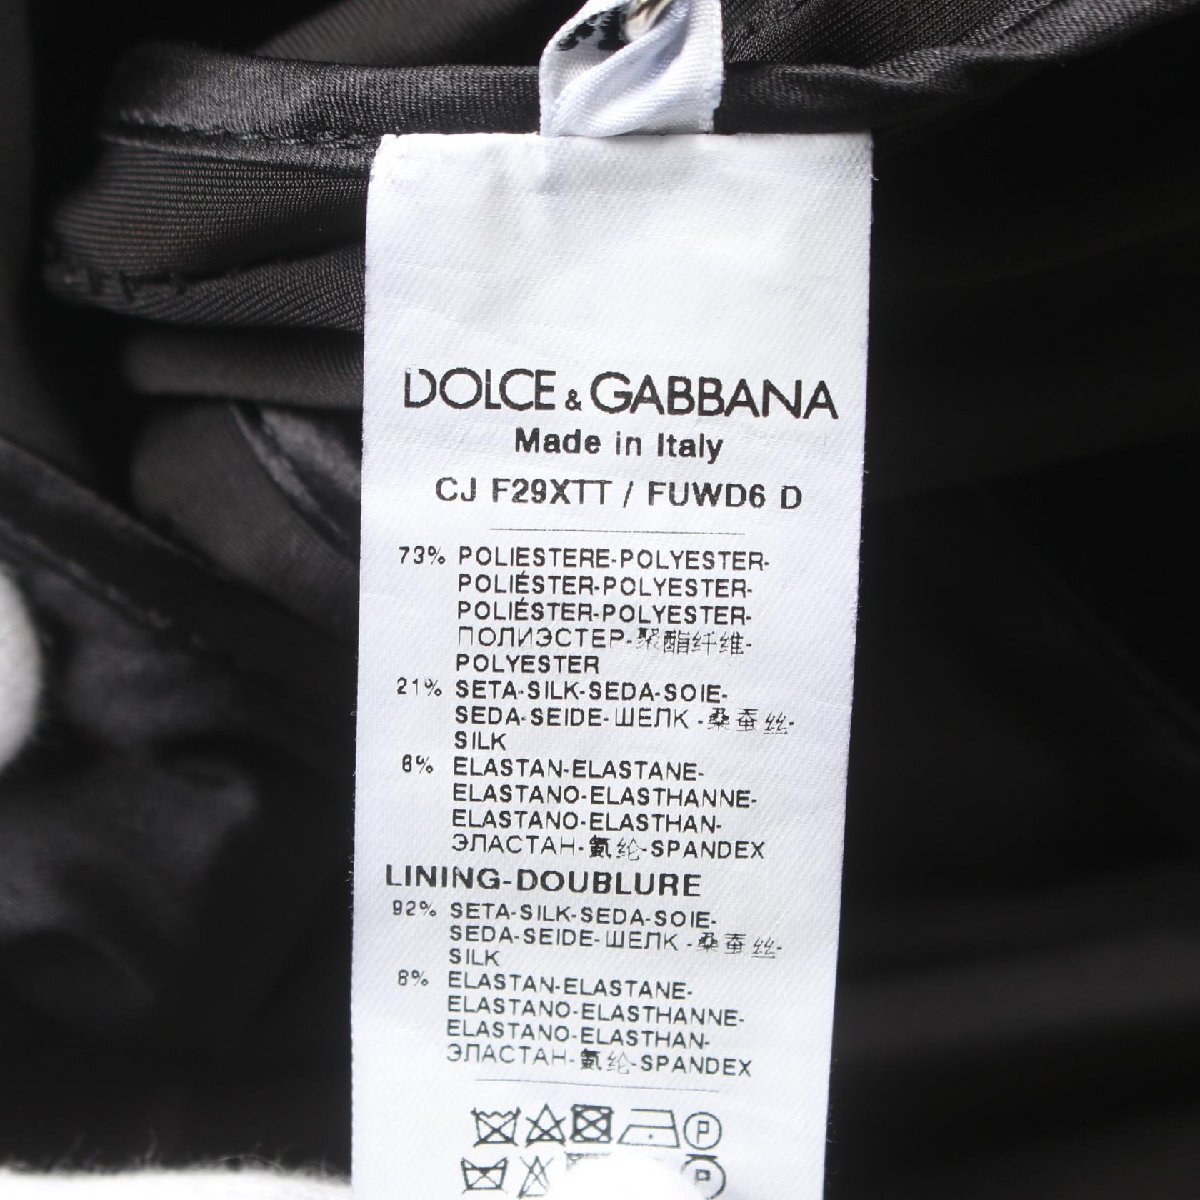 DOLCE & GABBANA
Made in Italy
CJ F29XTT / FUWD6 D
73% POLIESTERE-POLYESTER-
POLIÉSTER-POLYESTER-
POLIÉSTER-POLYESTER-
ПОЛИЭСТЕР-聚酯纤维-
POLYESTER
21% SETA-SILK-SEDA-SOIE-
SEDA-SEIDE-ШЕЛК -桑蚕丝-
SILK
6% ELASTAN-ELASTANE-
ELASTANO-ELASTHANNE-
ELASTANO-ELASTHAN-
ЭЛАСТАН-氨纶-SPANDEX
LINING-DOUBLURE
92% SETA-SILK-SEDA-SOIE-
SEDA-SEIDE-ШЕЛК -桑蚕丝-
SILK
8% ELASTAN-ELASTANE-
ELASTANO-ELASTHANNE-
ELASTANO-ELASTHAN-
ЭЛАСТАН-氨纶-SPANDEX
P
P